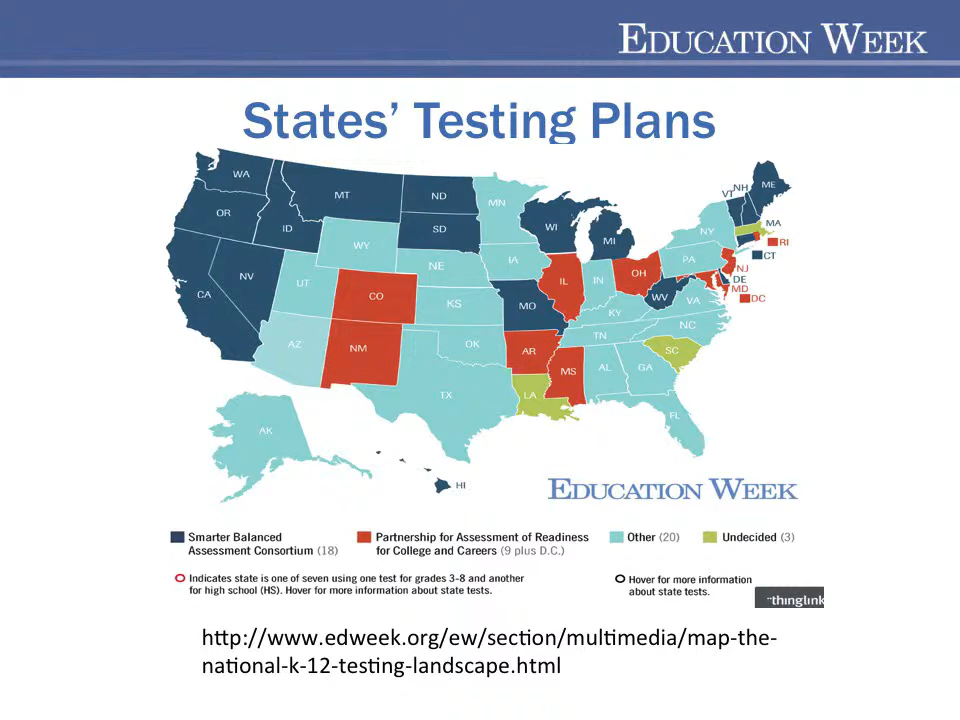 EDUCATION WEEK
States’ Testing Plans
WA
MT
ND
MN
OR
ID
SD
WI
MI
VT
NH
ME
MA
NY
RI
CT
WY
NE
IA
PA
NJ
DE
MD
DC
NV
UT
CO
KS
MO
IL
IN
OH
WV
VA
KY
CA
AZ
NM
OK
AR
TN
NC
SC
MS
AL
GA
TX
LA
FL
AK
HI
EDUCATION WEEK
Smarter Balanced
Assessment Consortium (18)
Partnership for Assessment of Readiness
for College and Careers (9 plus D.C.)
Other (20)
Undecided (3)
Indicates state is one of seven using one test for grades 3–8 and another
for high school (HS). Hover for more information about state tests.
Hover for more information
about state tests.
thinglink
http://www.edweek.org/ew/section/multimedia/map-the-
national-k-12-testing-landscape.html